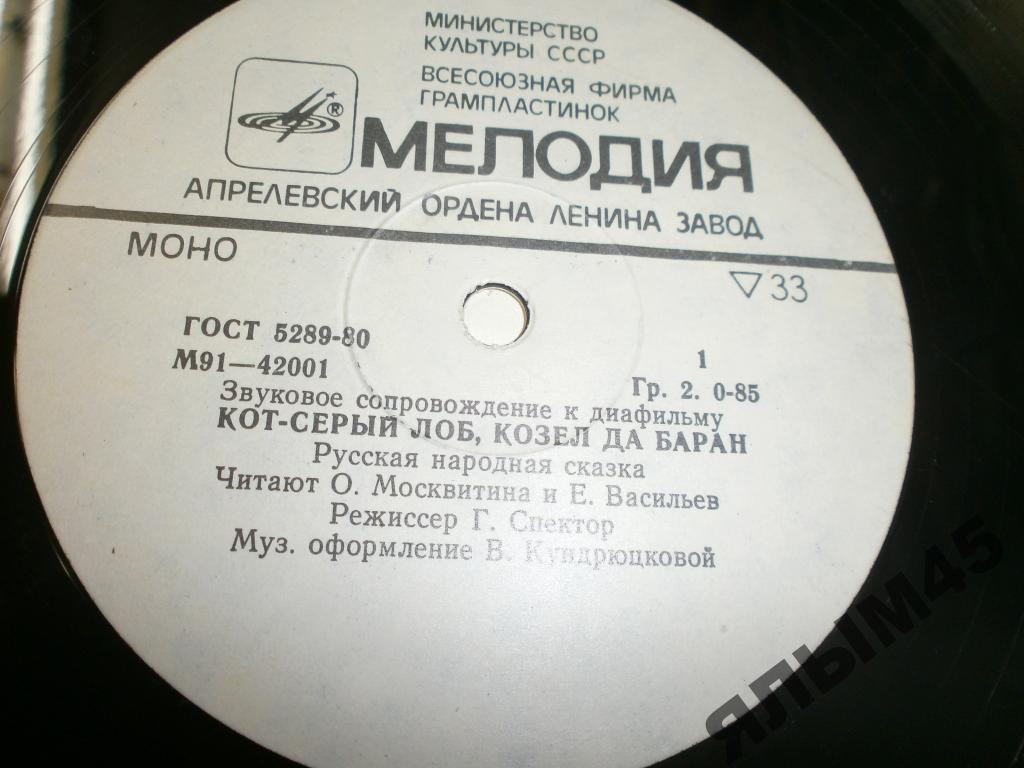 МИНИСТЕРСТВО
КУЛЬТУРЫ СССР
ВСЕСОЮЗНАЯ ФИРМА
ГРАМПЛАСТИНОК
®
МЕЛОДИЯ
АПРЕЛЕВСКИЙ ОРДЕНА ЛЕНИНА ЗАВОД
МОНО
33
ГОСТ 5289-80
М91—42001
1
Гр. 2. 0-85
Звуковое сопровождение к диафильму
КОТ-СЕРЫЙ ЛОБ, КОЗЕЛ ДА БАРАН
Русская народная сказка
Читают О. Москвитина и Е. Васильев
Режиссер Г. Спектор
Муз. оформление В. Кундрюцковой
ЯЛЫМ45